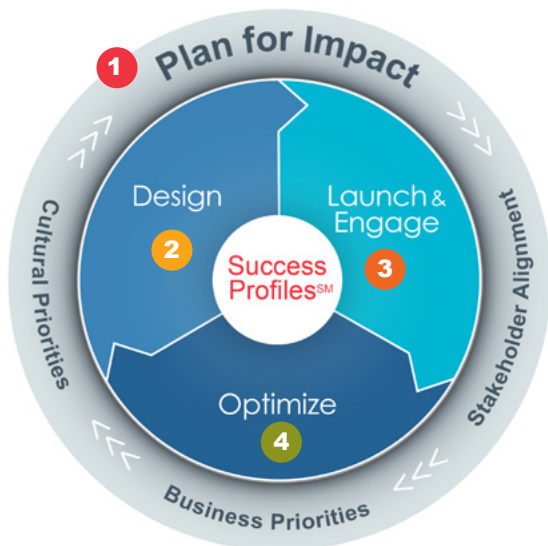 1
Plan for Impact
Design
2
Launch &
Engage
3
Success
Profiles℠
Optimize
4
Cultural Priorities
Stakeholder Alignment
Business Priorities